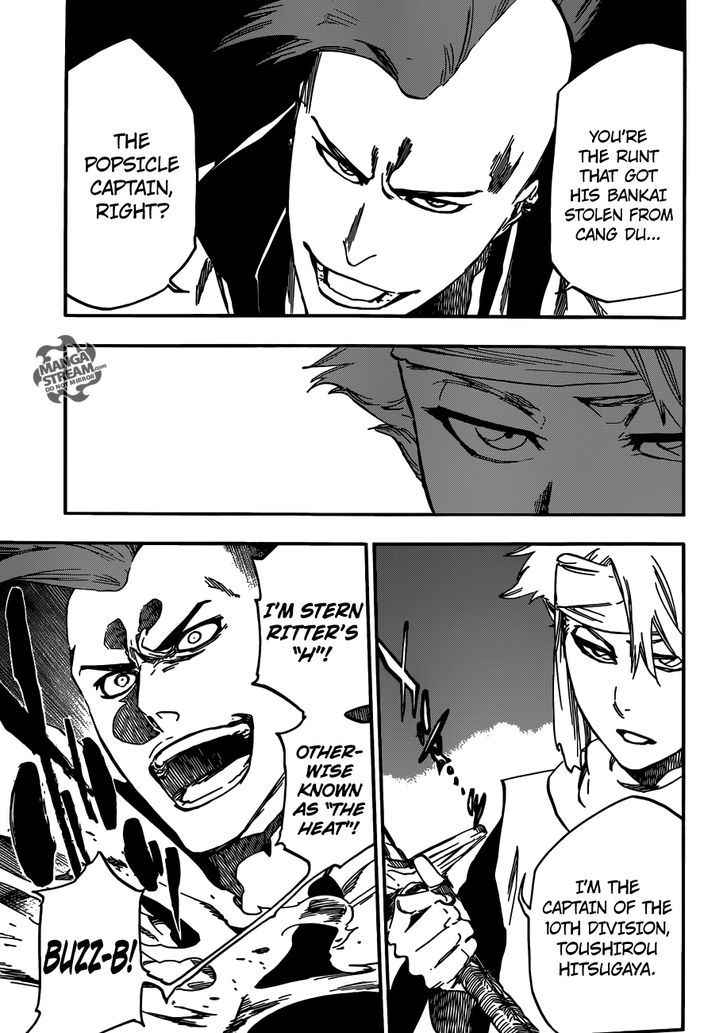 YOU'RE
THE RUNT
THAT GOT
HIS BANKAI
STOLEN FROM
CANG DU...
THE
POPSICLE
CAPTAIN,
RIGHT?
MANGA
STREAM.com
DO NOT MIRROR
I'M THE
CAPTAIN OF THE
10TH DIVISION,
TOUSHIROU
HITSUGAYA.
I'M STERN
RITTER'S
"H"!
OTHER-
WISE
KNOWN
AS "THE
HEAT"!
BUZZ-B!